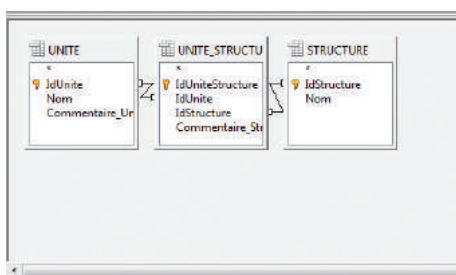 UNITE
*
IdUnite
Nom
Commentaire_Ur
UNITE_STRUCTU
*
IdUniteStructure
IdUnite
IdStructure
Commentaire_Str
STRUCTURE
*
IdStructure
Nom